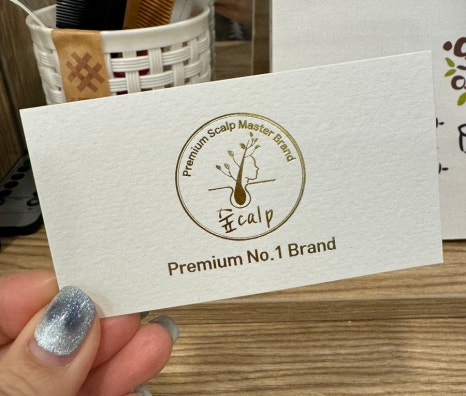 Premium Scalp Master Brand
숲calp
Premium No.1 Brand